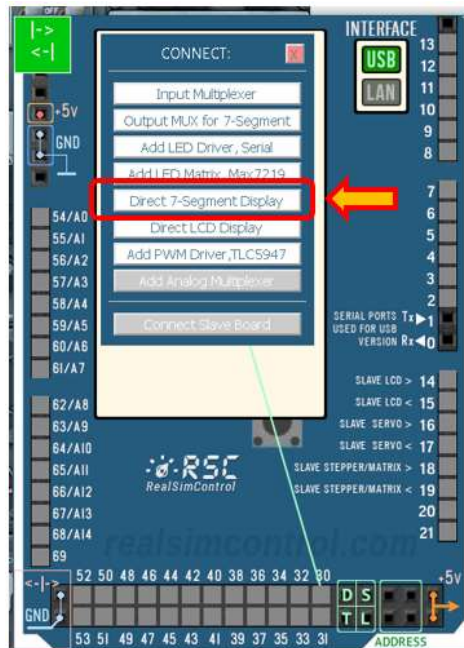 OFF
|->
<-|
CONNECT:
X
INTERFACE
USB
LAN
Input Multiplexer
Output MUX for 7-Segment
Add LED Driver, Serial
Add LED Matrix, Max7219
Direct 7-Segment Display
Direct LCD Display
Add PWM Driver,TLC5947
Add Analog Multiplexer
Connect Slave Board
+5V
GND
13
12
11
10
9
8
7
6
5
4
3
2
SERIAL PORTS Tx ▶1
USED FOR USB
VERSION Rx ◀0
54/A0
55/A1
56/A2
57/A3
58/A4
59/A5
60/A6
61/A7
62/A8
63/A9
64/A10
65/A11
66/A12
67/A13
68/A14
69
SLAVE LCD > 14
SLAVE LCD < 15
SLAVE SERVO > 16
SLAVE SERVO < 17
SLAVE STEPPER/MATRIX > 18
SLAVE STEPPER/MATRIX < 19
20
21
RSC
RealSimControl
realsimcontrol.com
<-|->
52 50 48 46 44 42 40 38 36 34 32 30
+5V
D S
T L
GND
53 51 49 47 45 43 41 39 37 35 33 31
ADDRESS